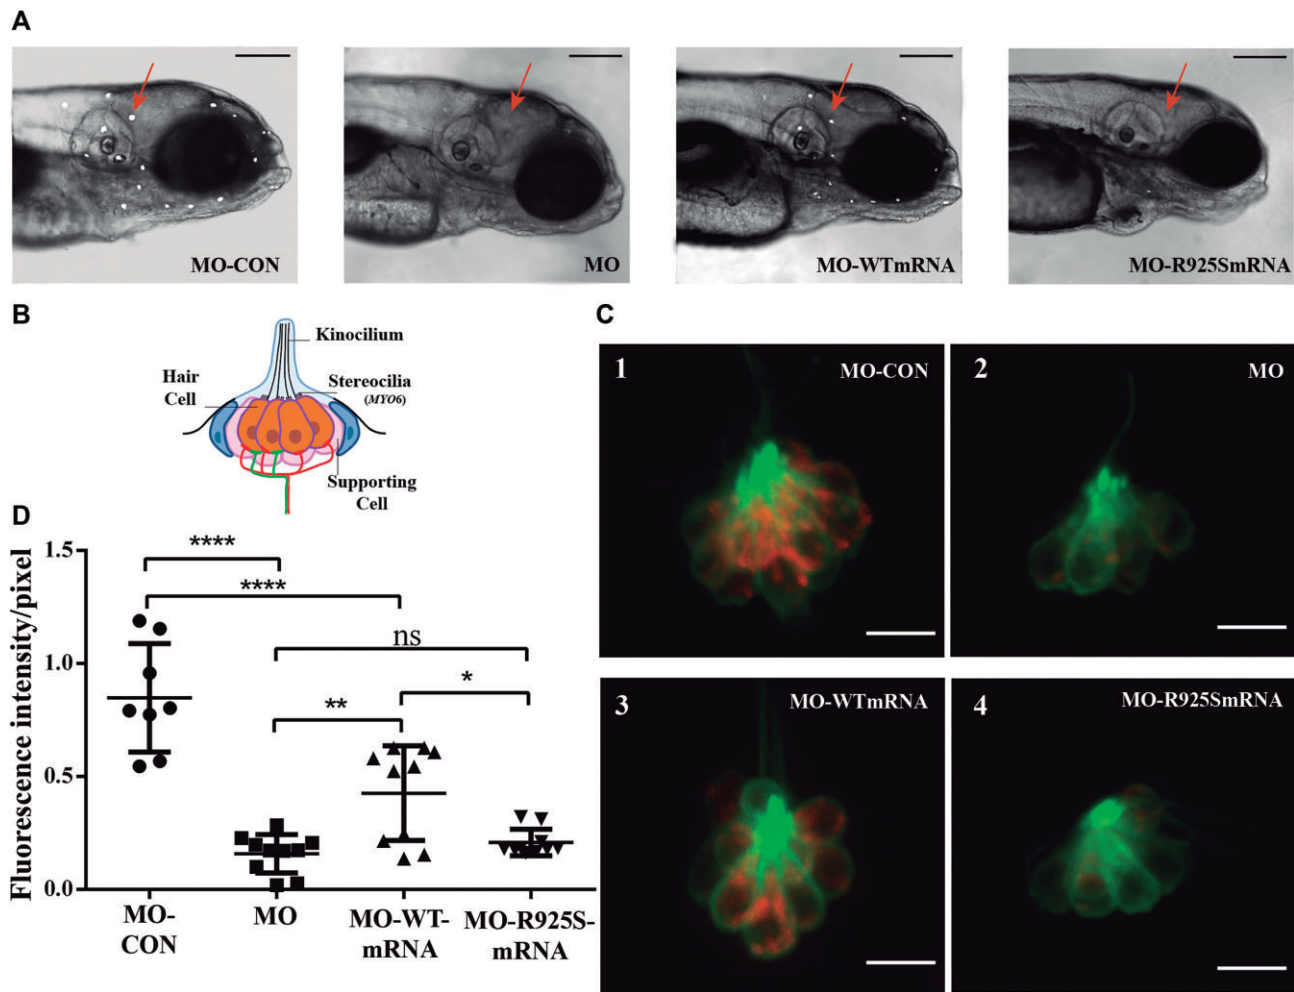 A
MO-CON
MO
MO-WTmRNA
MO-R925SmRNA
B
Kinocilium
Hair
Cell
Stereocilia
(MYO6)
Supporting
Cell
C
1
MO-CON
2
MO
3
MO-WTmRNA
4
MO-R925SmRNA
D
Fluorescence intensity/pixel
1.5
1.0
0.5
0.0
****
****
ns
**
*
MO-
CON
MO
MO-WT-
mRNA
MO-R925S-
mRNA